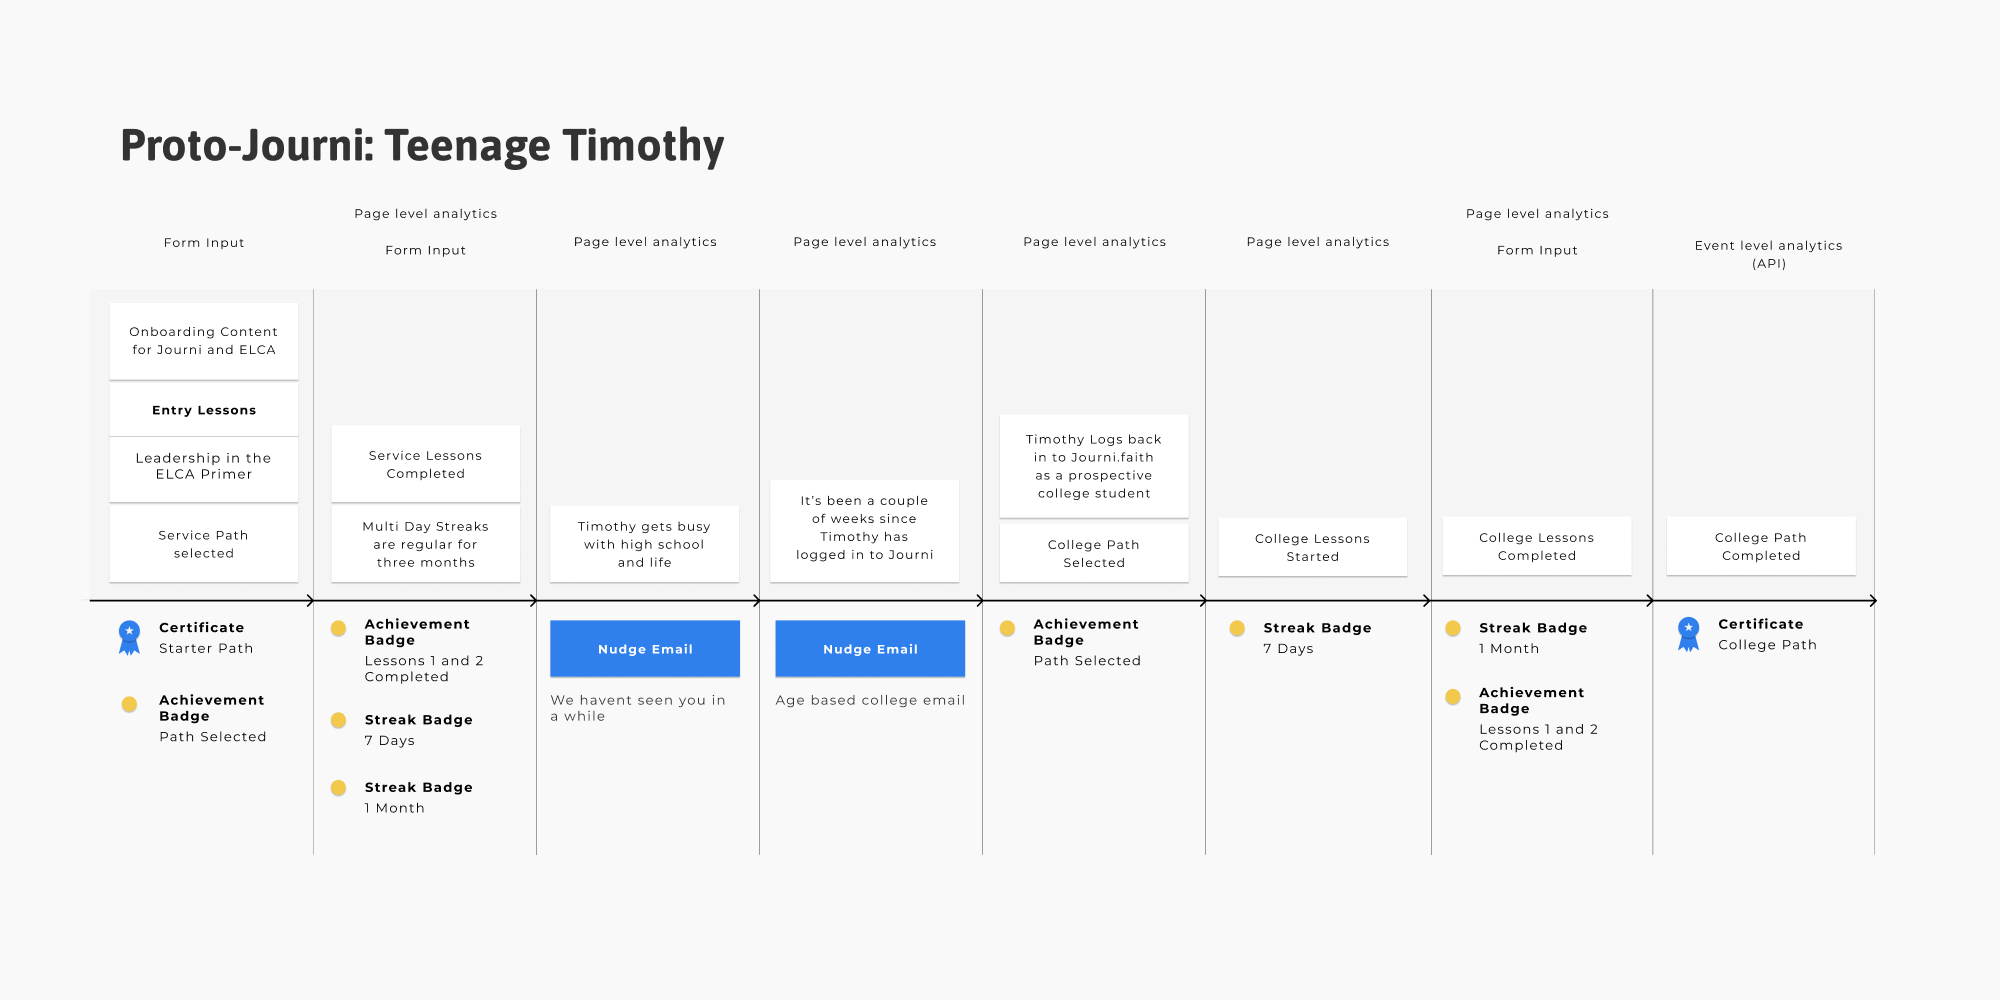 Proto-Journi: Teenage Timothy
Form Input
Page level analytics
Form Input
Page level analytics
Page level analytics
Page level analytics
Page level analytics
Page level analytics
Form Input
Event level analytics
(API)
Onboarding Content
for Journi and ELCA
Entry Lessons
Leadership in the
ELCA Primer
Service Path
selected
Service Lessons
Completed
Multi Day Streaks
are regular for
three months
Timothy gets busy
with high school
and life
It’s been a couple
of weeks since
Timothy has
logged in to Journi
Timothy Logs back
in to Journi.faith
as a prospective
college student
College Path
Selected
College Lessons
Started
College Lessons
Completed
College Path
Completed
Certificate
Starter Path
Achievement
Badge
Path Selected
Achievement
Badge
Lessons 1 and 2
Completed
Streak Badge
7 Days
Streak Badge
1 Month
Nudge Email
We havent seen you in
a while
Nudge Email
Age based college email
Achievement
Badge
Path Selected
Streak Badge
7 Days
Streak Badge
1 Month
Achievement
Badge
Lessons 1 and 2
Completed
Certificate
College Path